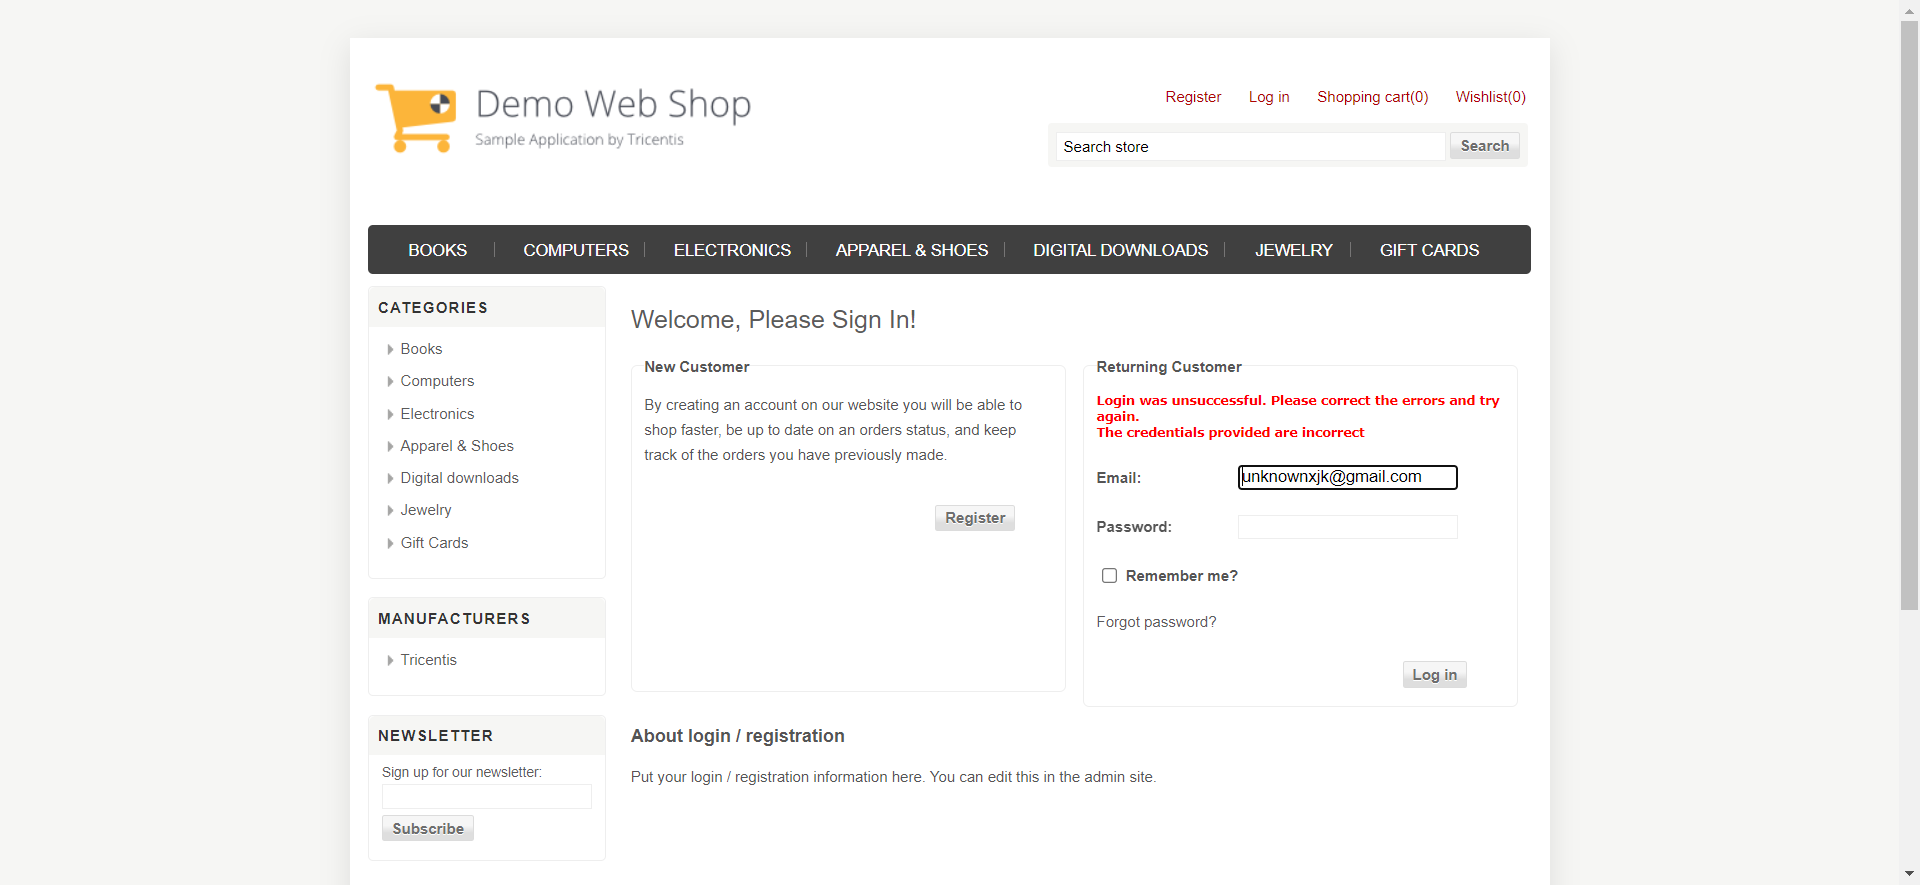 Demo Web Shop
Sample Application by Tricentis
Register Log in Shopping cart(0) Wishlist(0)
Search store Search
BOOKS COMPUTERS ELECTRONICS APPAREL & SHOES DIGITAL DOWNLOADS JEWELRY GIFT CARDS
CATEGORIES
Books
Computers
Electronics
Apparel & Shoes
Digital downloads
Jewelry
Gift Cards
MANUFACTURERS
Tricentis
NEWSLETTER
Sign up for our newsletter:
Subscribe
Welcome, Please Sign In!
New Customer
By creating an account on our website you will be able to
shop faster, be up to date on an orders status, and keep
track of the orders you have previously made.
Register
Returning Customer
Login was unsuccessful. Please correct the errors and try
again.
The credentials provided are incorrect
Email: unknownxjk@gmail.com
Password:
Remember me?
Forgot password?
Log in
About login / registration
Put your login / registration information here. You can edit this in the admin site.